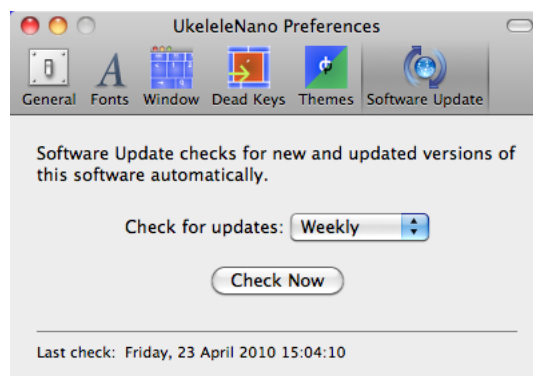 UkeleleNano Preferences
General Fonts Window Dead Keys Themes Software Update
Software Update checks for new and updated versions of
this software automatically.
Check for updates: Weekly
Check Now
Last check: Friday, 23 April 2010 15:04:10